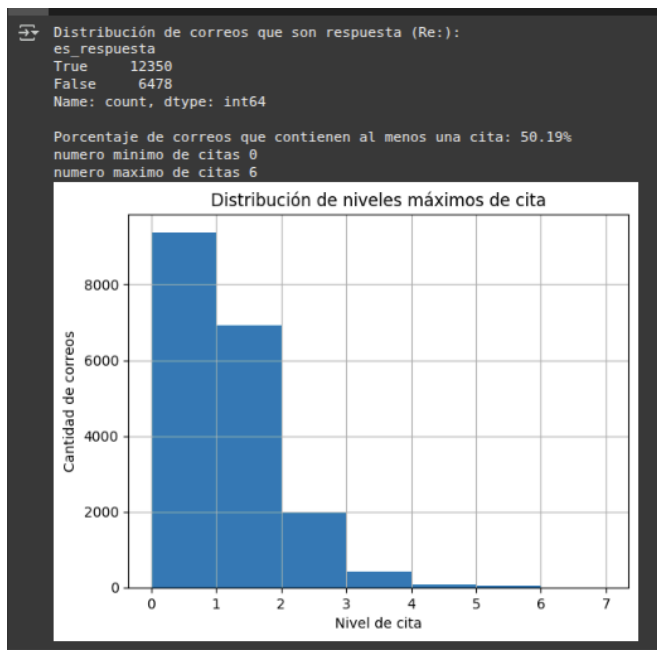 Distribución de correos que son respuesta (Re:):
es_respuesta
True     12350
False     6478
Name: count, dtype: int64
Porcentaje de correos que contienen al menos una cita: 50.19%
numero minimo de citas 0
numero maximo de citas 6
Distribución de niveles máximos de cita
8000
6000
4000
2000
0
Cantidad de correos
0 1 2 3 4 5 6 7
Nivel de cita